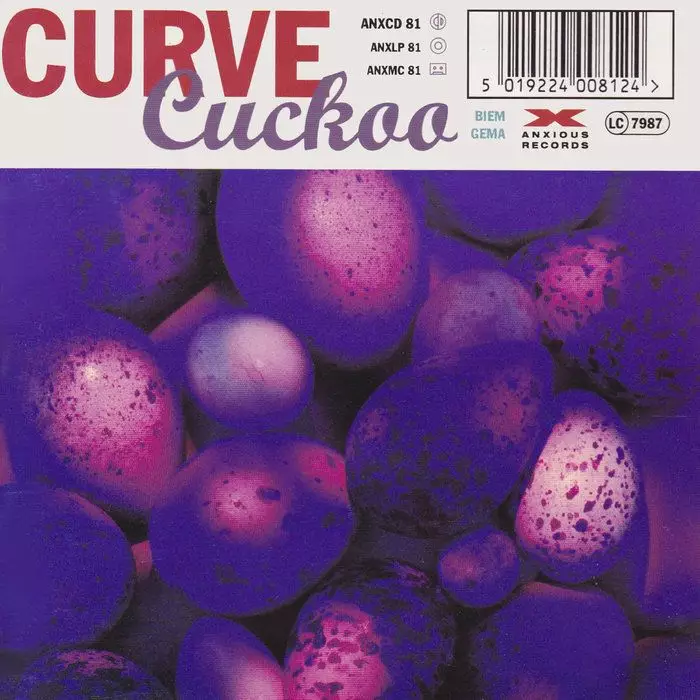 CURVE
Cuckoo
ANXCD 81
ANXLP 81
ANXMC 81
5 019224 008124 >
BIEM
GEMA
ANXIOUS
RECORDS
LC 7987